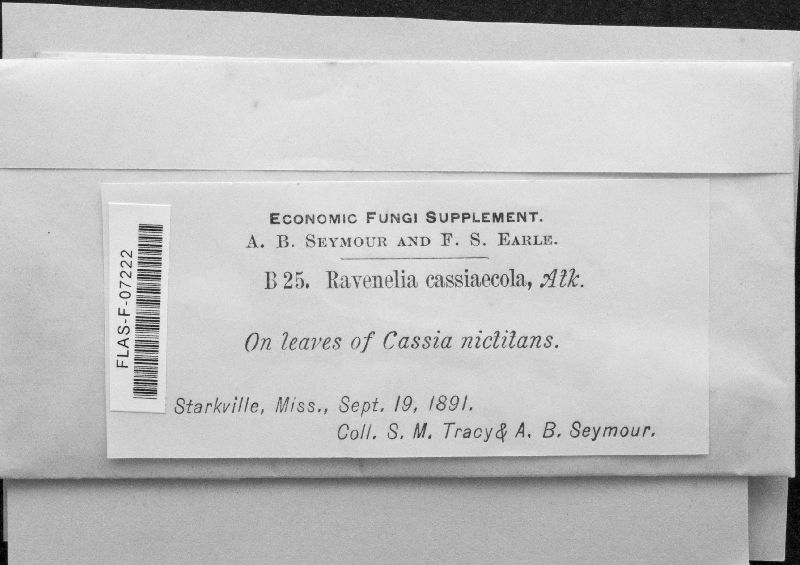 ECONOMIC FUNGI SUPPLEMENT.
A. B. SEYMOUR AND F. S. EARLE.
B 25. Ravenelia cassiaecola, Atk.
On leaves of Cassia nictitans.
Starkville, Miss., Sept. 19, 1891.
Coll. S. M. Tracy & A. B. Seymour.
FLAS-F-07222